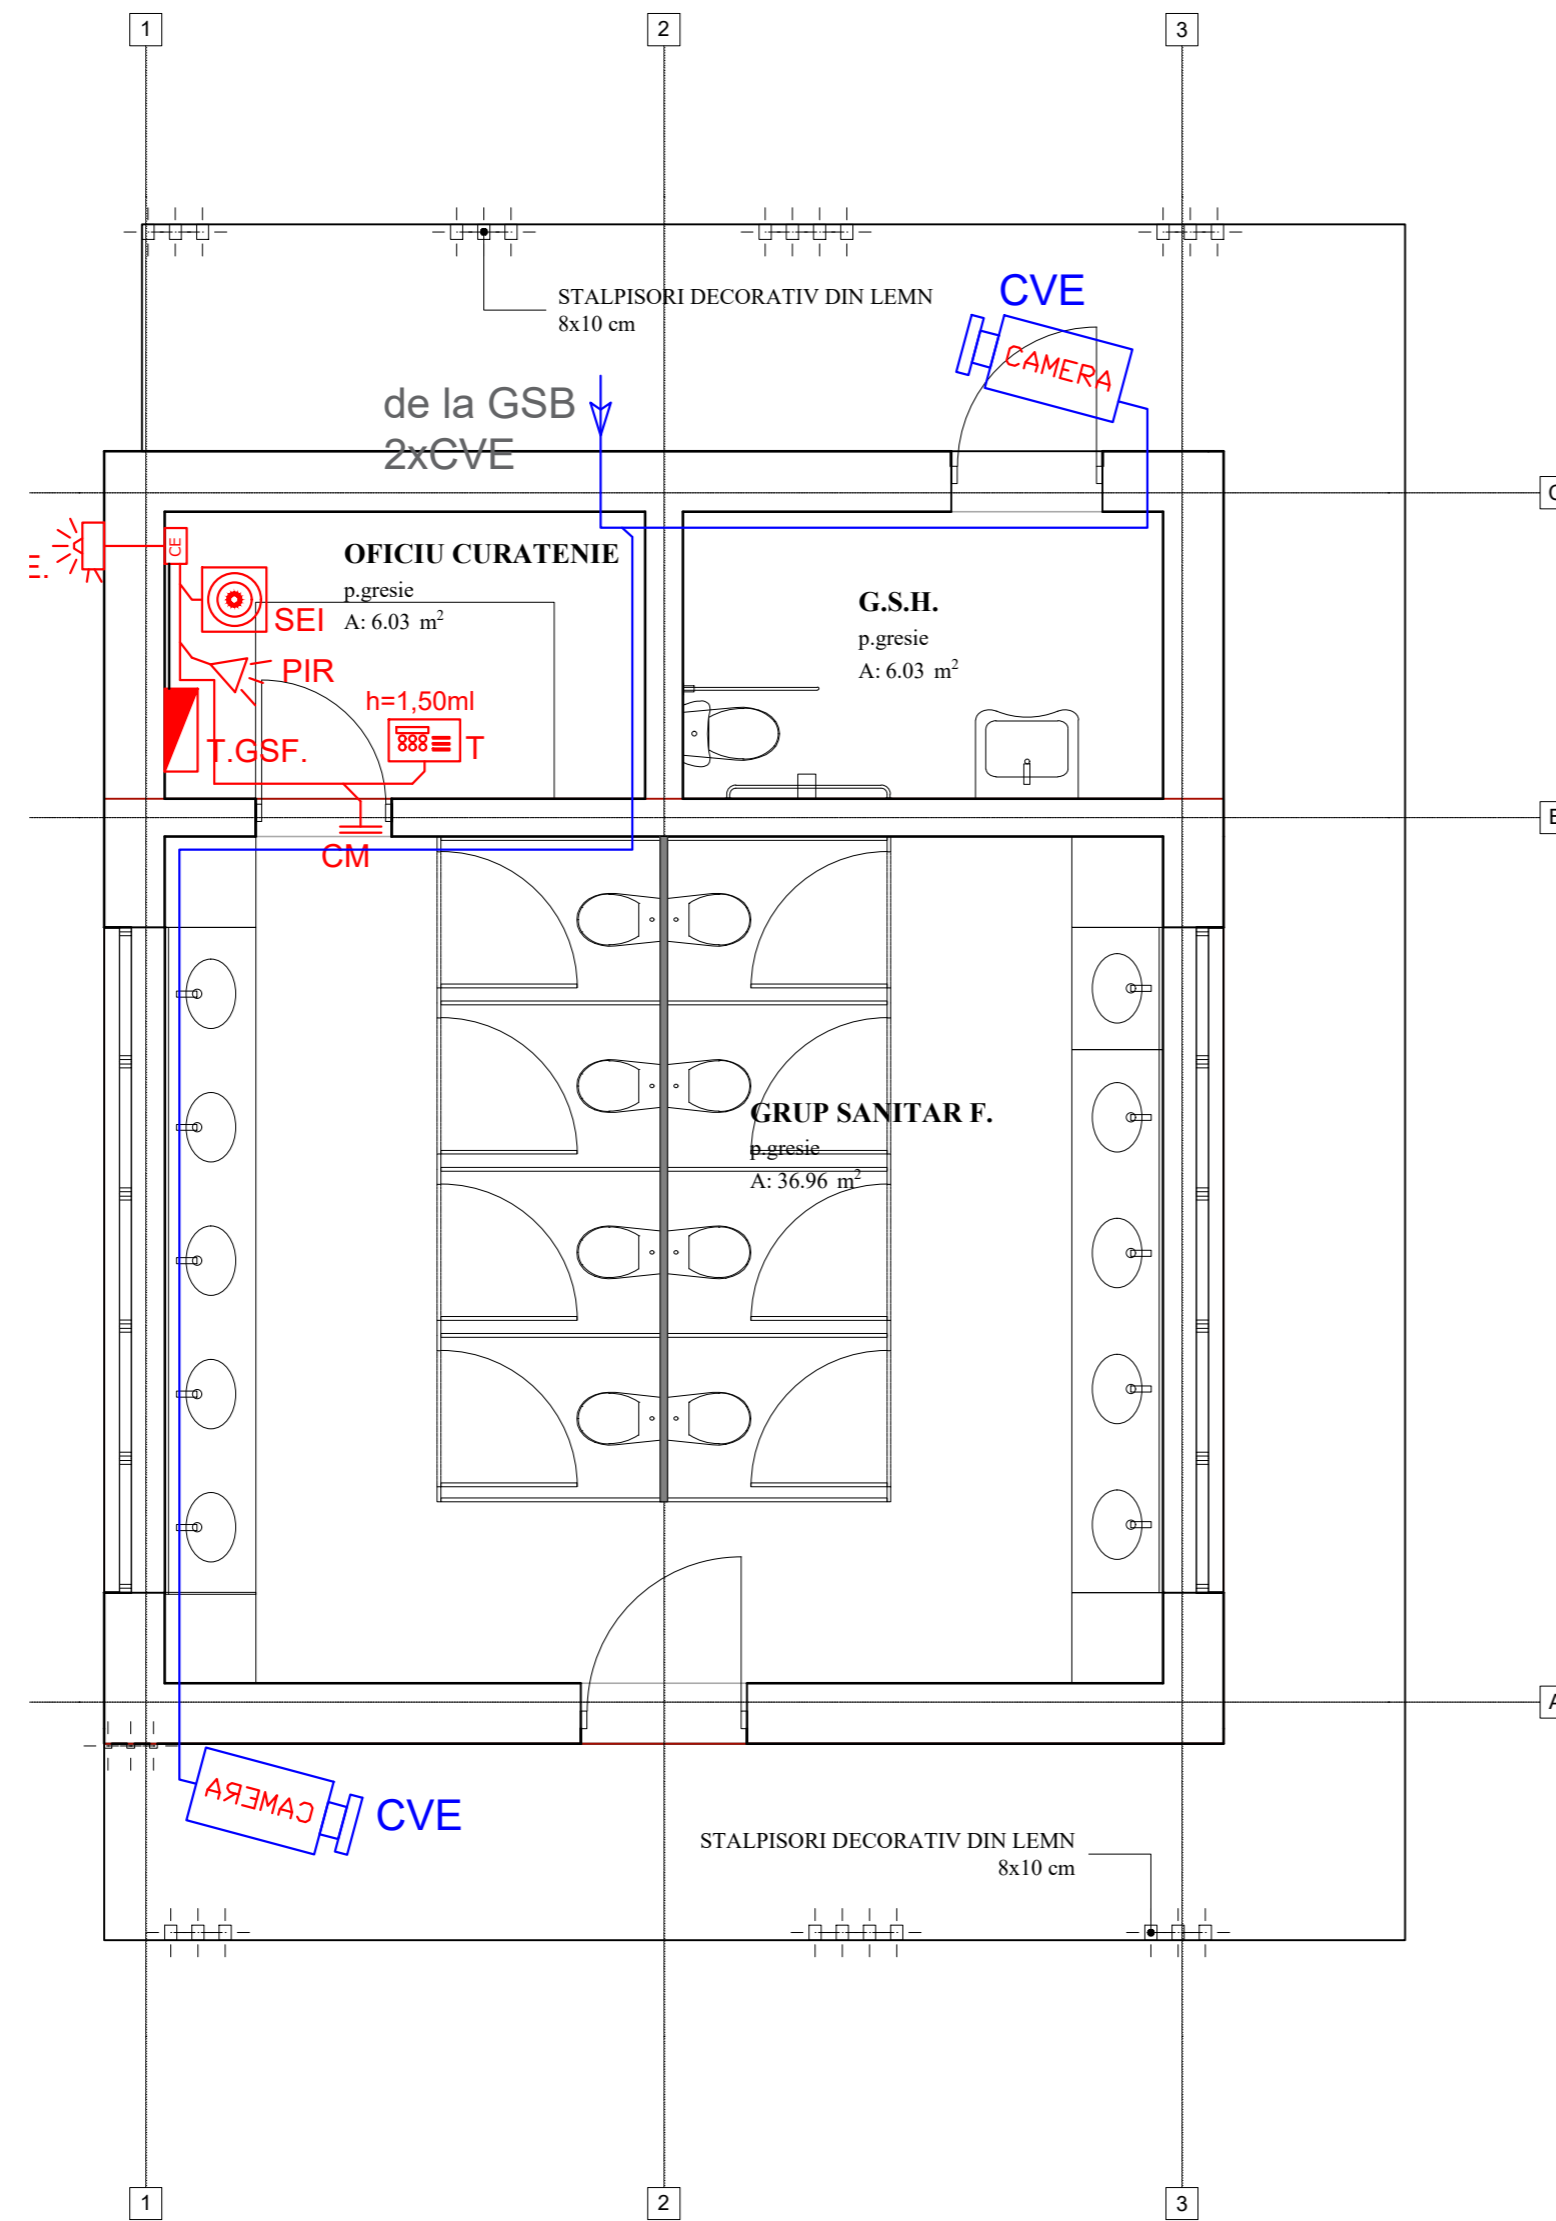 1
2
3
STALPISORI DECORATIV DIN LEMN
8x10 cm
CVE
CAMERA
de la GSB
2xCVE
CE
E.
OFICIU CURATENIE
p.gresie
A: 6.03 m²
SEI
PIR
h=1,50ml
T
T.GSF.
CM
G.S.H.
p.gresie
A: 6.03 m²
GRUP SANITAR F.
p.gresie
A: 36.96 m²
A
CAMERA
CVE
STALPISORI DECORATIV DIN LEMN
8x10 cm
1
2
3